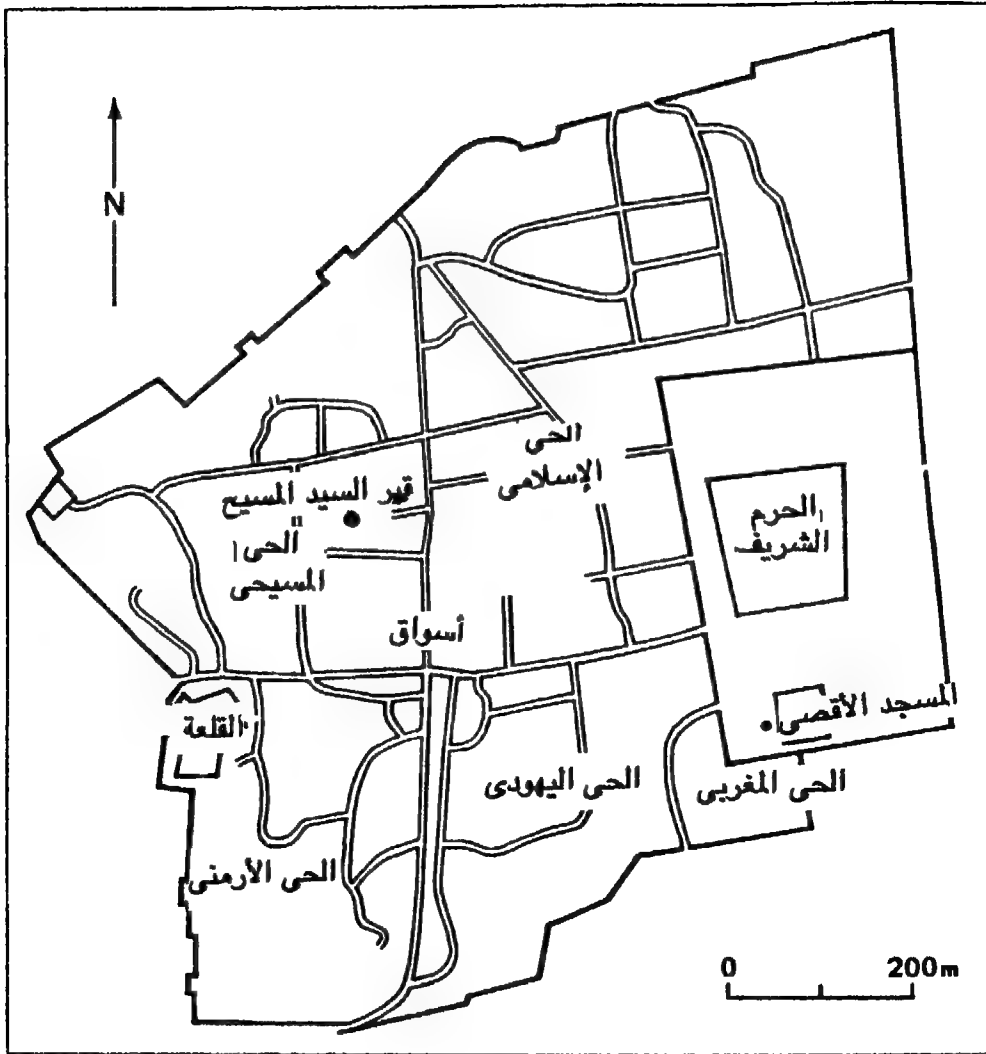 N
الحى
الإسلامى
قبر السيد المسيح
الحى
المسيحى
الحرم
الشريف
أسواق
القلعة
المسجد الأقصى
الحى اليهودى
الحى المغربى
الحى الأرمنى
0 200m